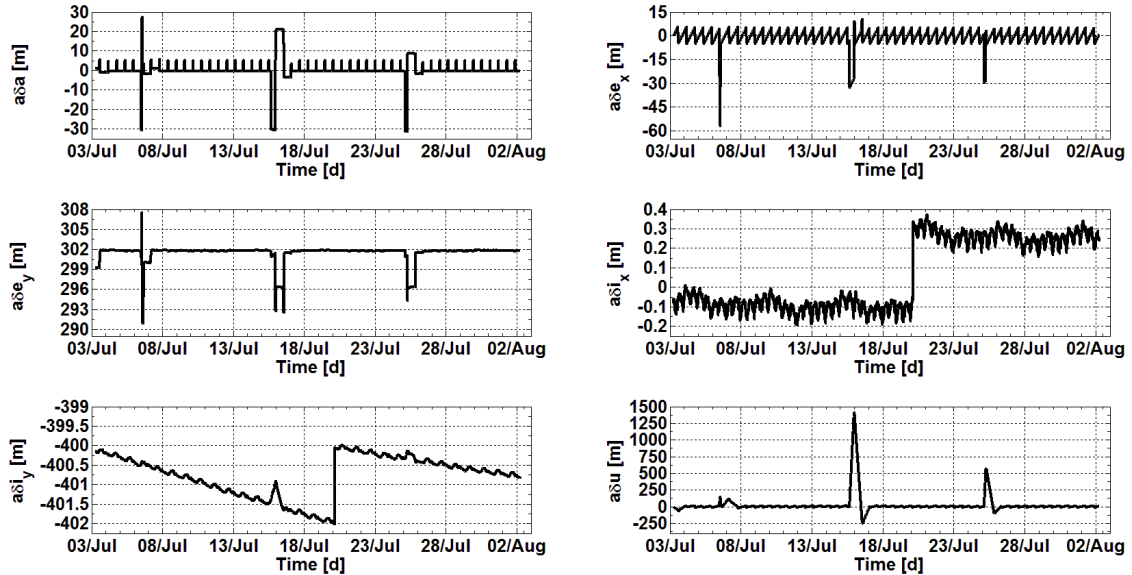 aδa [m]
30
20
10
0
-10
-20
-30
03/Jul 08/Jul 13/Jul 18/Jul 23/Jul 28/Jul 02/Aug
Time [d]
aδeₓ [m]
15
0
-15
-30
-45
-60
03/Jul 08/Jul 13/Jul 18/Jul 23/Jul 28/Jul 02/Aug
Time [d]
aδe_y [m]
308
305
302
299
296
293
290
03/Jul 08/Jul 13/Jul 18/Jul 23/Jul 28/Jul 02/Aug
Time [d]
aδiₓ [m]
0.4
0.3
0.2
0.1
0
-0.1
-0.2
03/Jul 08/Jul 13/Jul 18/Jul 23/Jul 28/Jul 02/Aug
Time [d]
aδi_y [m]
-399
-399.5
-400
-400.5
-401
-401.5
-402
03/Jul 08/Jul 13/Jul 18/Jul 23/Jul 28/Jul 02/Aug
Time [d]
aδu [m]
1500
1250
1000
750
500
250
0
-250
03/Jul 08/Jul 13/Jul 18/Jul 23/Jul 28/Jul 02/Aug
Time [d]